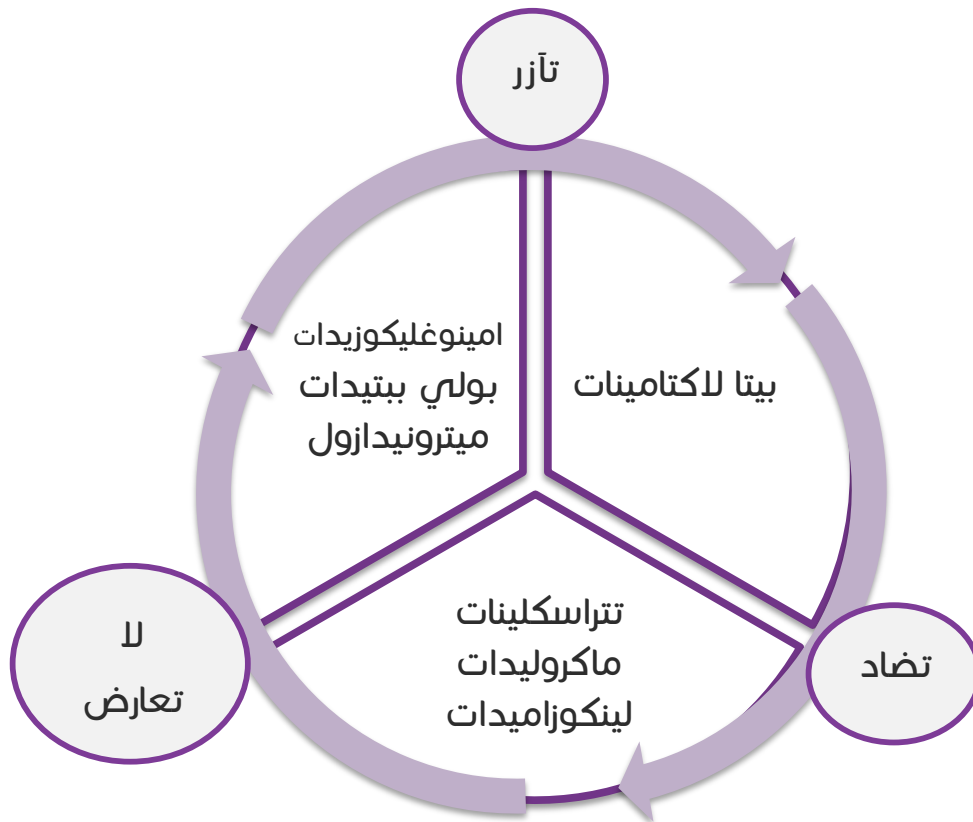 تآزر
بيتا لاكتامينات
امينوغليكوزيدات
بولي ببتيدات
ميترونيدازول
تتراسكلينات
ماكروليدات
لينكوزاميدات
تضاد
لا
تعارض